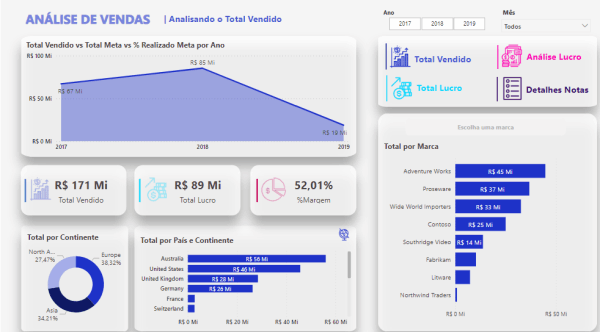 ANÁLISE DE VENDAS | Analisando o Total Vendido
Ano
2017 2018 2019
Mês
Todos
Total Vendido vs Total Meta vs % Realizado Meta por Ano
R$ 100 Mi
R$ 50 Mi
R$ 0 Mi
R$ 67 Mi
R$ 85 Mi
R$ 19 Mi
2017 2018 2019
Total Vendido
Análise Lucro
Total Lucro
Detalhes Notas
R$ 171 Mi
Total Vendido
R$ 89 Mi
Total Lucro
52,01%
%Margem
Escolha uma marca
Total por Marca
Adventure Works R$ 45 Mi
Proseware R$ 37 Mi
Wide World Importers R$ 33 Mi
Contoso R$ 25 Mi
Southridge Video R$ 14 Mi
Fabrikam
Litware
Northwind Traders
R$ 0 Mi R$ 50 Mi
Total por Continente
North A...
27,47%
Europe
38,32%
Asia
34,21%
Total por País e Continente
Australia R$ 56 Mi
United States R$ 46 Mi
United Kingdom R$ 28 Mi
Germany R$ 26 Mi
France
Switzerland
R$ 0 Mi R$ 20 Mi R$ 40 Mi R$ 60 Mi